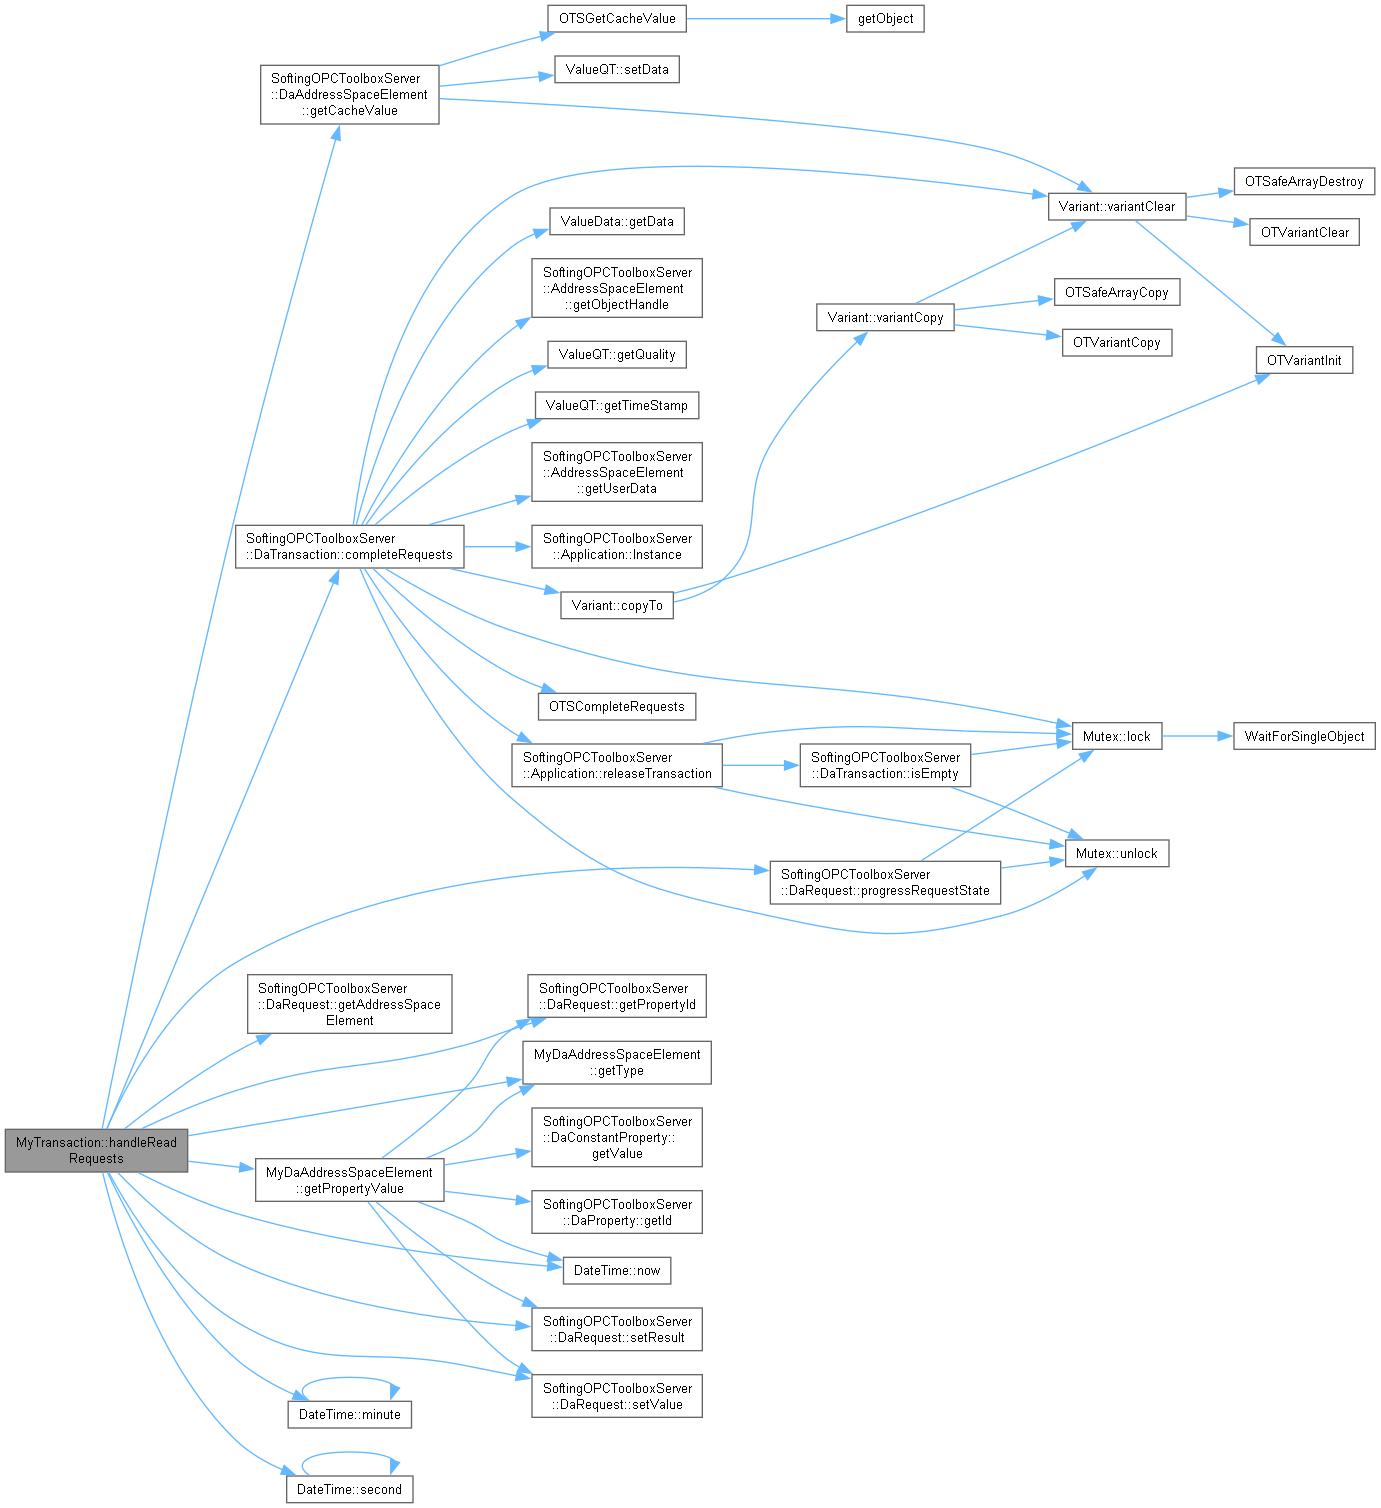 OTSGetCacheValue
getObject
ValueQT::setData
SoftingOPCToolboxServer
::DaAddressSpaceElement
::getCacheValue
OTSafeArrayDestroy
Variant::variantClear
OTVariantClear
ValueData::getData
SoftingOPCToolboxServer
::AddressSpaceElement
::getObjectHandle
OTSafeArrayCopy
Variant::variantCopy
OTVariantCopy
OTVariantInit
ValueQT::getQuality
ValueQT::getTimeStamp
SoftingOPCToolboxServer
::AddressSpaceElement
::getUserData
SoftingOPCToolboxServer
::DaTransaction::completeRequests
SoftingOPCToolboxServer
::Application::Instance
Variant::copyTo
OTSCompleteRequests
Mutex::lock
WaitForSingleObject
SoftingOPCToolboxServer
::Application::releaseTransaction
SoftingOPCToolboxServer
::DaTransaction::isEmpty
Mutex::unlock
SoftingOPCToolboxServer
::DaRequest::progressRequestState
SoftingOPCToolboxServer
::DaRequest::getAddressSpace
Element
SoftingOPCToolboxServer
::DaRequest::getPropertyId
MyDaAddressSpaceElement
::getType
MyTransaction::handleRead
Requests
SoftingOPCToolboxServer
::DaConstantProperty::
getValue
MyDaAddressSpaceElement
::getPropertyValue
SoftingOPCToolboxServer
::DaProperty::getId
DateTime::now
SoftingOPCToolboxServer
::DaRequest::setResult
SoftingOPCToolboxServer
::DaRequest::setValue
DateTime::minute
DateTime::second